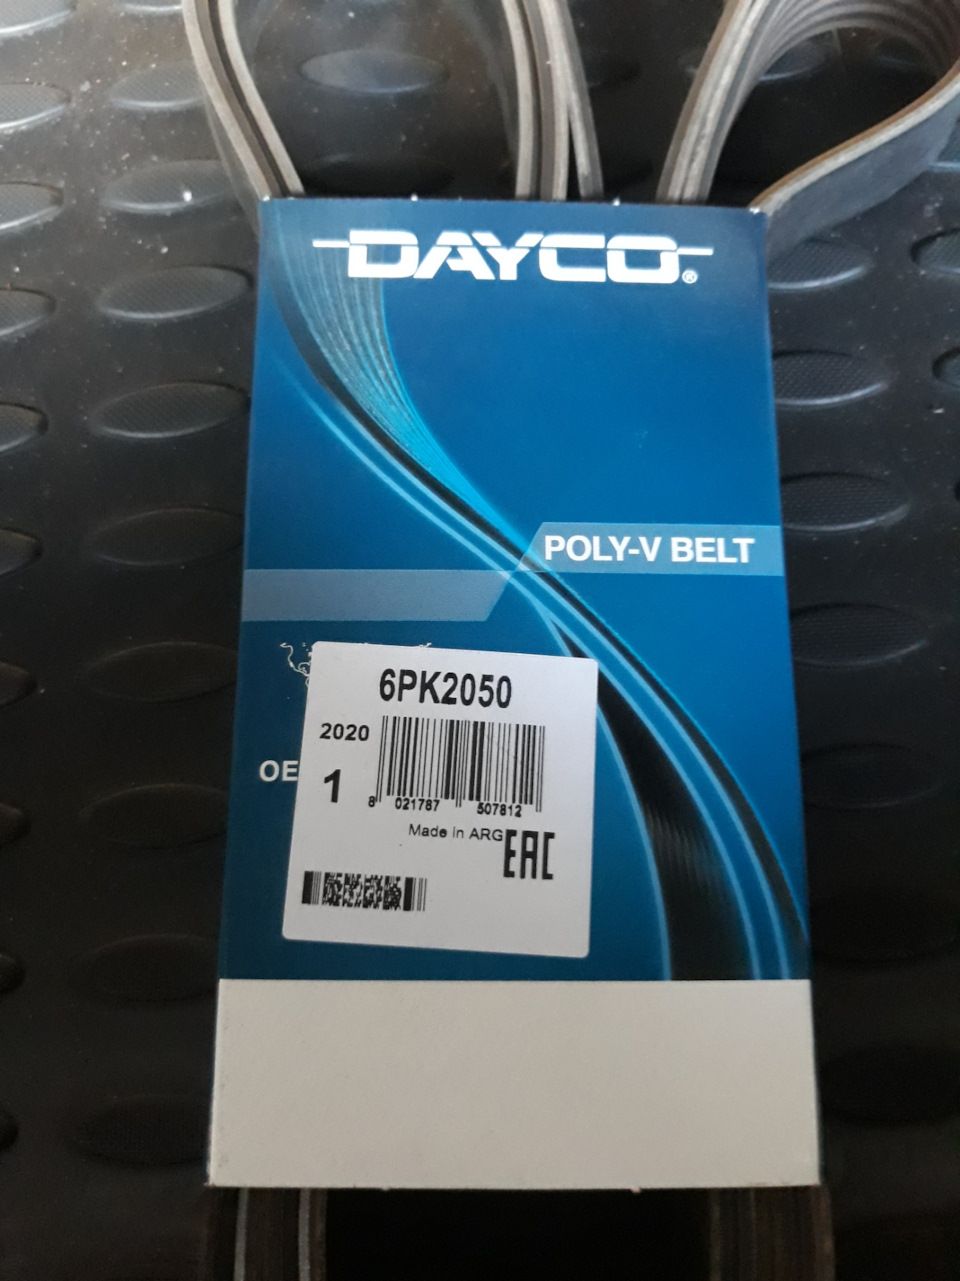 DAYCO®
POLY-V BELT
6PK2050
2020
OE
1
8 021787 507812
Made in ARG
EAC